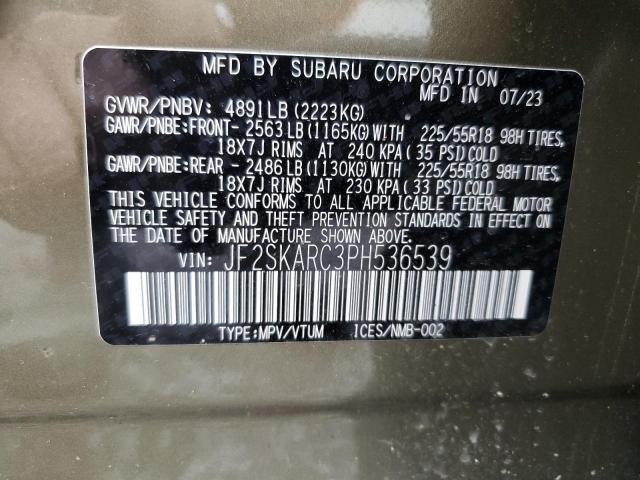 MFD BY SUBARU CORPORATION
MFD IN 07/23
GVWR/PNBV: 4891LB (2223KG)
GAWR/PNBE:FRONT- 2563LB(1165KG)WITH 225/55R18 98H TIRES,
18X7J RIMS AT 240 KPA(35 PSI)COLD
GAWR/PNBE:REAR - 2486LB(1130KG)WITH 225/55R18 98H TIRES,
18X7J RIMS AT 230 KPA(33 PSI)COLD
THIS VEHICLE CONFORMS TO ALL APPLICABLE FEDERAL MOTOR
VEHICLE SAFETY AND THEFT PREVENTION STANDARDS IN EFFECT ON
THE DATE OF MANUFACTURE SHOWN ABOVE.
VIN: JF2SKARC3PH536539
TYPE:MPV/VTUM ICES/NMB-002